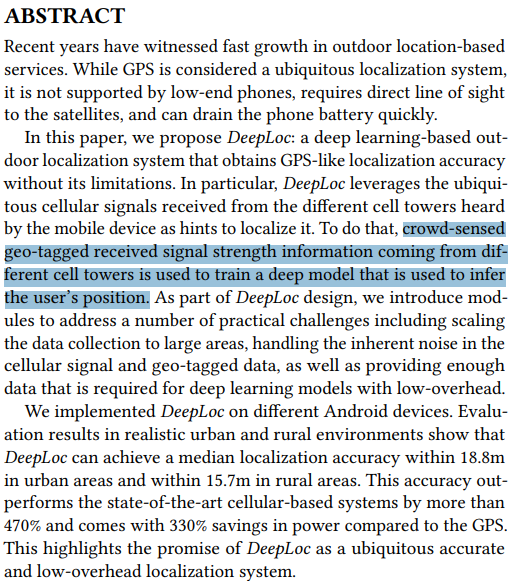 ABSTRACT
Recent years have witnessed fast growth in outdoor location-based
services. While GPS is considered a ubiquitous localization system,
it is not supported by low-end phones, requires direct line of sight
to the satellites, and can drain the phone battery quickly.
In this paper, we propose DeepLoc: a deep learning-based out-
door localization system that obtains GPS-like localization accuracy
without its limitations. In particular, DeepLoc leverages the ubiqui-
tous cellular signals received from the different cell towers heard
by the mobile device as hints to localize it. To do that, crowd-sensed
geo-tagged received signal strength information coming from dif-
ferent cell towers is used to train a deep model that is used to infer
the user's position. As part of DeepLoc design, we introduce mod-
ules to address a number of practical challenges including scaling
the data collection to large areas, handling the inherent noise in the
cellular signal and geo-tagged data, as well as providing enough
data that is required for deep learning models with low-overhead.
We implemented DeepLoc on different Android devices. Evalu-
ation results in realistic urban and rural environments show that
DeepLoc can achieve a median localization accuracy within 18.8m
in urban areas and within 15.7m in rural areas. This accuracy out-
performs the state-of-the-art cellular-based systems by more than
470% and comes with 330% savings in power compared to the GPS.
This highlights the promise of DeepLoc as a ubiquitous accurate
and low-overhead localization system.